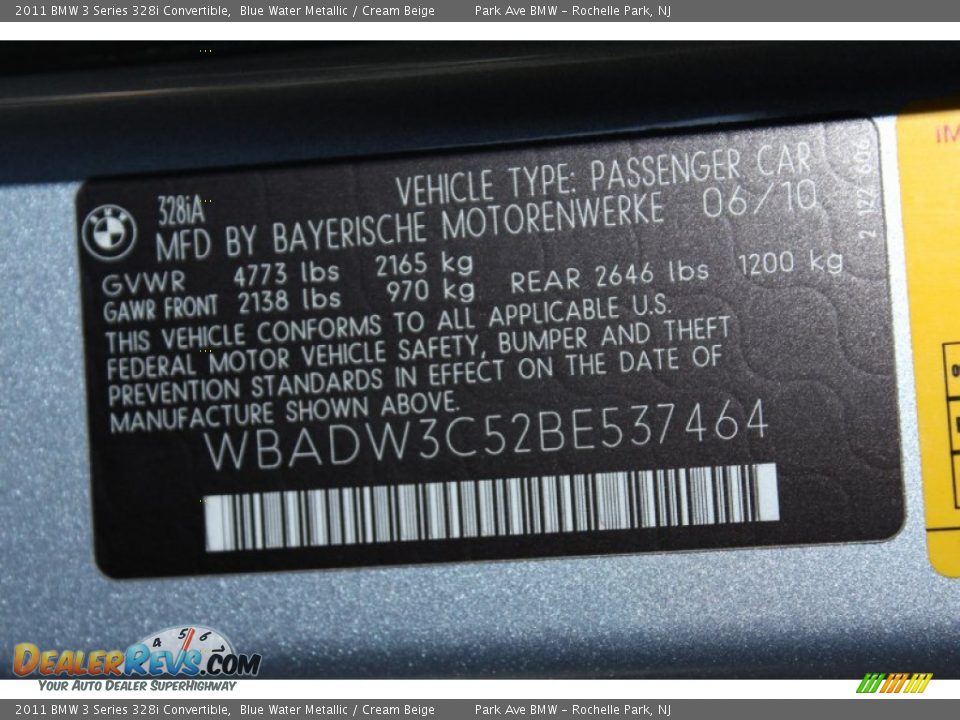 2011 BMW 3 Series 328i Convertible, Blue Water Metallic / Cream Beige Park Ave BMW – Rochelle Park, NJ
328iA VEHICLE TYPE: PASSENGER CAR
MFD BY BAYERISCHE MOTORENWERKE 06/10
GVWR 4773 lbs 2165 kg
GAWR FRONT 2138 lbs 970 kg REAR 2646 lbs 1200 kg
THIS VEHICLE CONFORMS TO ALL APPLICABLE U.S.
FEDERAL MOTOR VEHICLE SAFETY, BUMPER AND THEFT
PREVENTION STANDARDS IN EFFECT ON THE DATE OF
MANUFACTURE SHOWN ABOVE.
WBADW3C52BE537464
2 122 606
DEALERREVS.COM
YOUR AUTO DEALER SUPERHIGHWAY
2011 BMW 3 Series 328i Convertible, Blue Water Metallic / Cream Beige Park Ave BMW – Rochelle Park, NJ